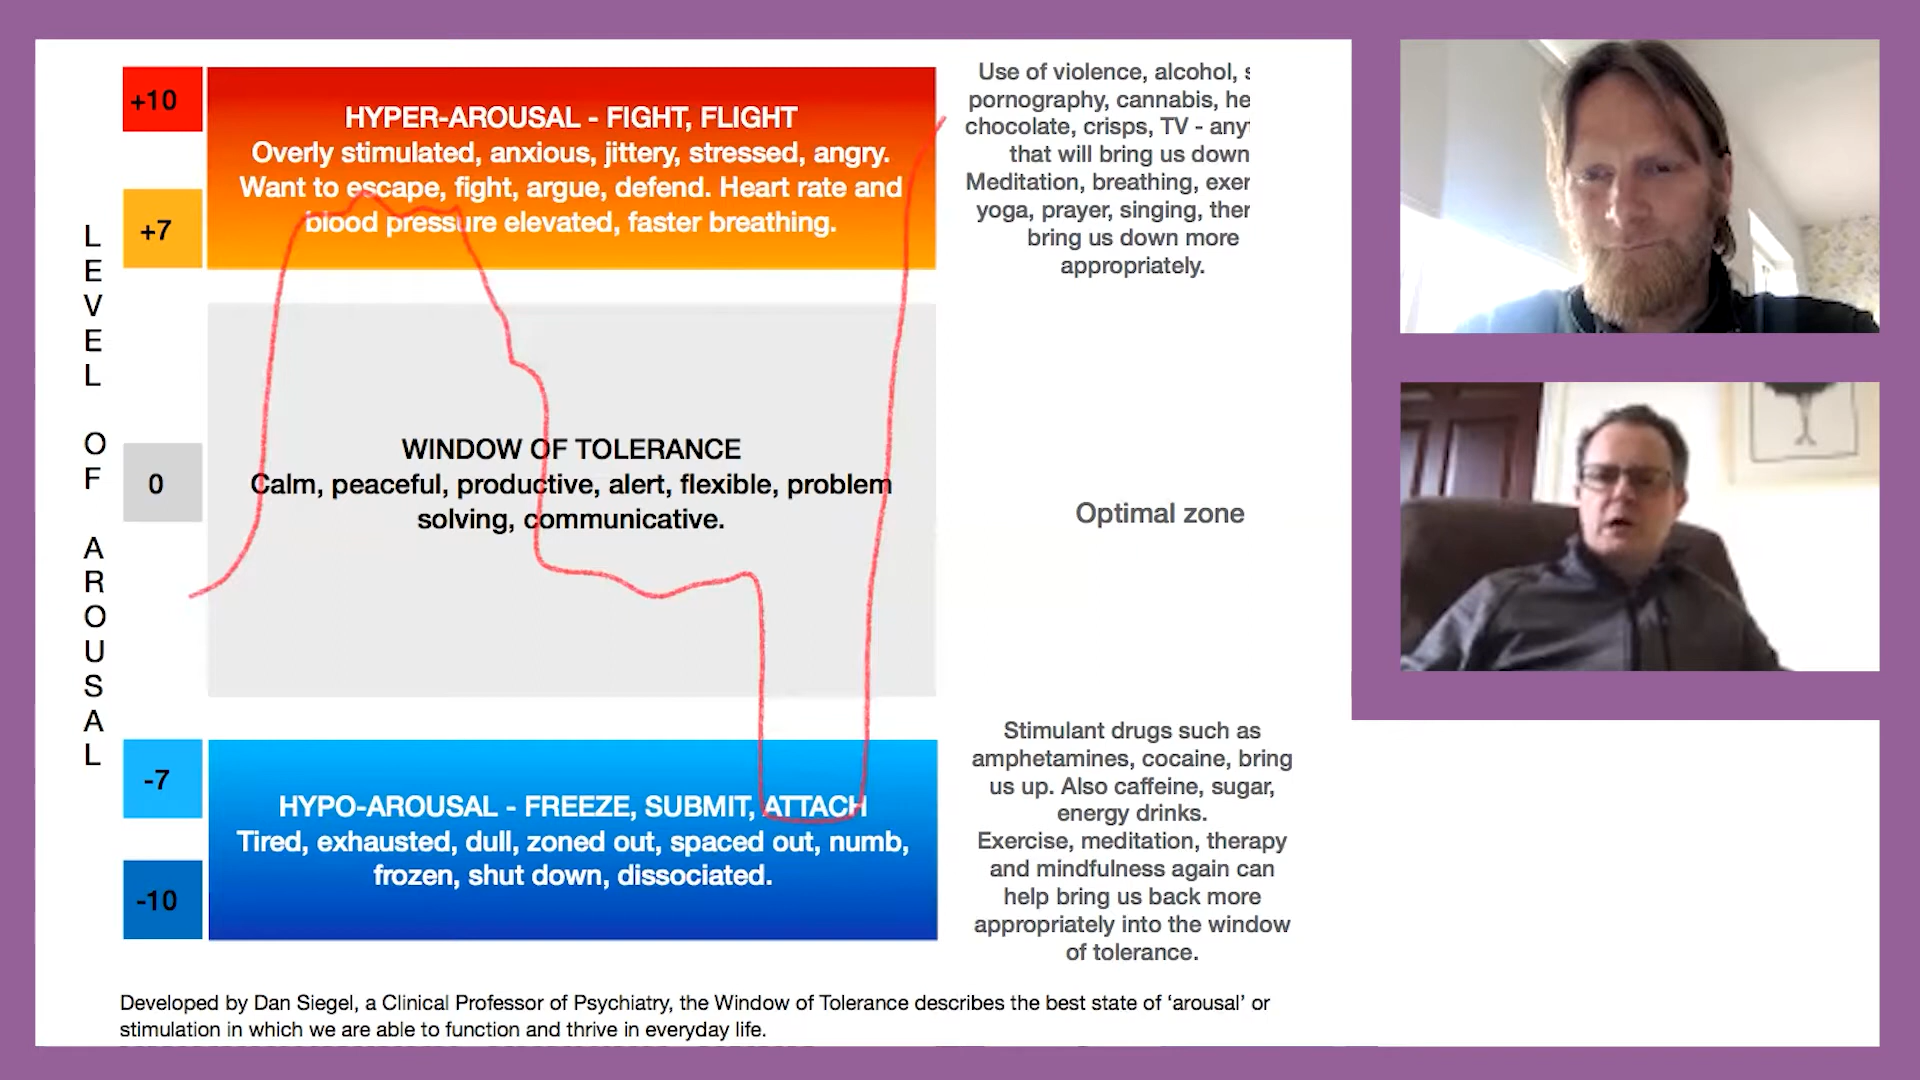 LEVEL OF AROUSAL
+10
+7
0
-7
-10
HYPER-AROUSAL - FIGHT, FLIGHT
Overly stimulated, anxious, jittery, stressed, angry.
Want to escape, fight, argue, defend. Heart rate and
blood pressure elevated, faster breathing.
Use of violence, alcohol,
pornography, cannabis,
chocolate, crisps, TV -
that will bring us down
Meditation, breathing,
yoga, prayer, singing,
bring us down more
appropriately.
WINDOW OF TOLERANCE
Calm, peaceful, productive, alert, flexible, problem
solving, communicative.
Optimal zone
HYPO-AROUSAL - FREEZE, SUBMIT, ATTACH
Tired, exhausted, dull, zoned out, spaced out, numb,
frozen, shut down, dissociated.
Stimulant drugs such as
amphetamines, cocaine, bring
us up. Also caffeine, sugar,
energy drinks.
Exercise, meditation, therapy
and mindfulness again can
help bring us back more
appropriately into the window
of tolerance.
Developed by Dan Siegel, a Clinical Professor of Psychiatry, the Window of Tolerance describes the best state of ‘arousal’ or
stimulation in which we are able to function and thrive in everyday life.